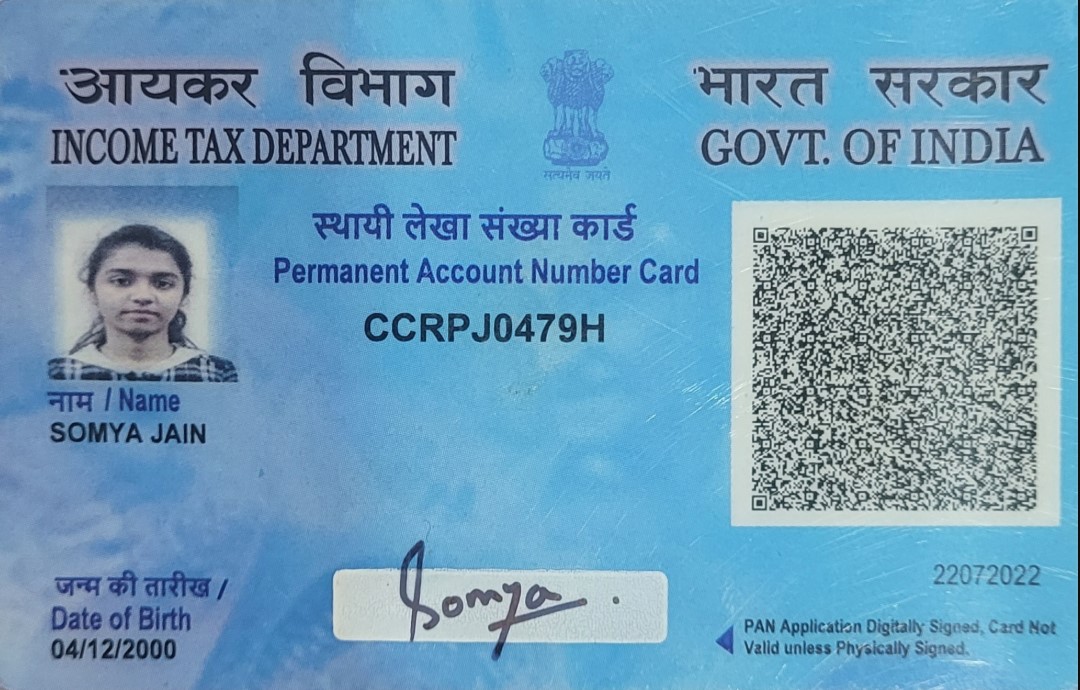 आयकर विभाग
INCOME TAX DEPARTMENT
सत्यमेव जयते
भारत सरकार
GOVT. OF INDIA
स्थायी लेखा संख्या कार्ड
Permanent Account Number Card
CCRPJ0479H
नाम / Name
SOMYA JAIN
जन्म की तारीख /
Date of Birth
04/12/2000
Somya
22072022
PAN Application Digitally Signed, Card Not
Valid unless Physically Signed.